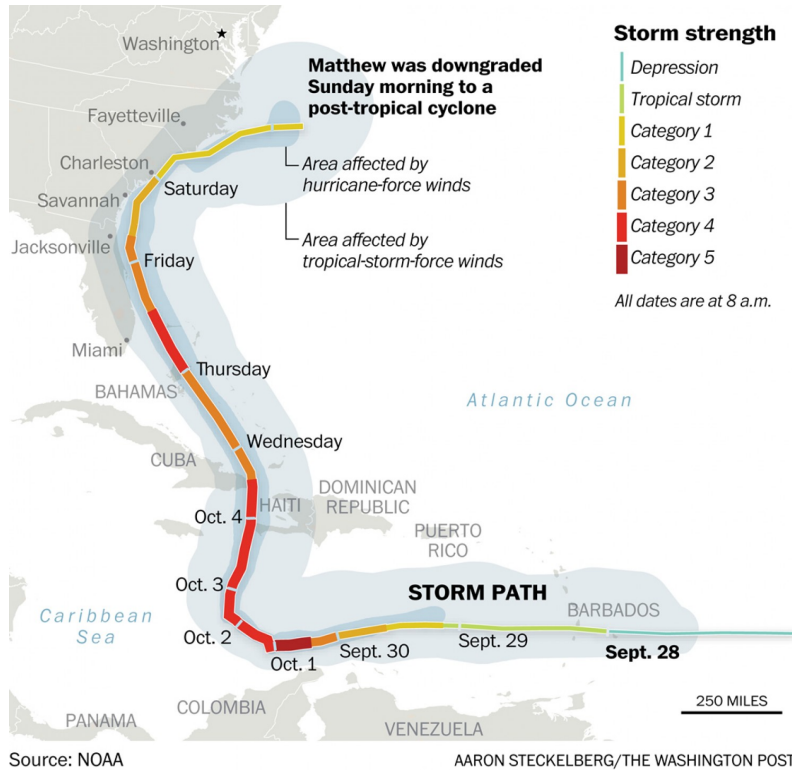 Washington
Matthew was downgraded
Sunday morning to a
post-tropical cyclone
Fayetteville
Charleston
Savannah
Saturday
Jacksonville
Friday
Miami
Area affected by
hurricane-force winds
Area affected by
tropical-storm-force winds
Storm strength
Depression
Tropical storm
Category 1
Category 2
Category 3
Category 4
Category 5
All dates are at 8 a.m.
Thursday
BAHAMAS
Atlantic Ocean
Wednesday
CUBA
HAITI
DOMINICAN
REPUBLIC
Oct. 4
PUERTO
RICO
Oct. 3
STORM PATH
Caribbean
Sea
BARBADOS
Oct. 2
Oct. 1
Sept. 30
Sept. 29
Sept. 28
250 MILES
PANAMA
COLOMBIA
VENEZUELA
Source: NOAA
AARON STECKELBERG/THE WASHINGTON POST